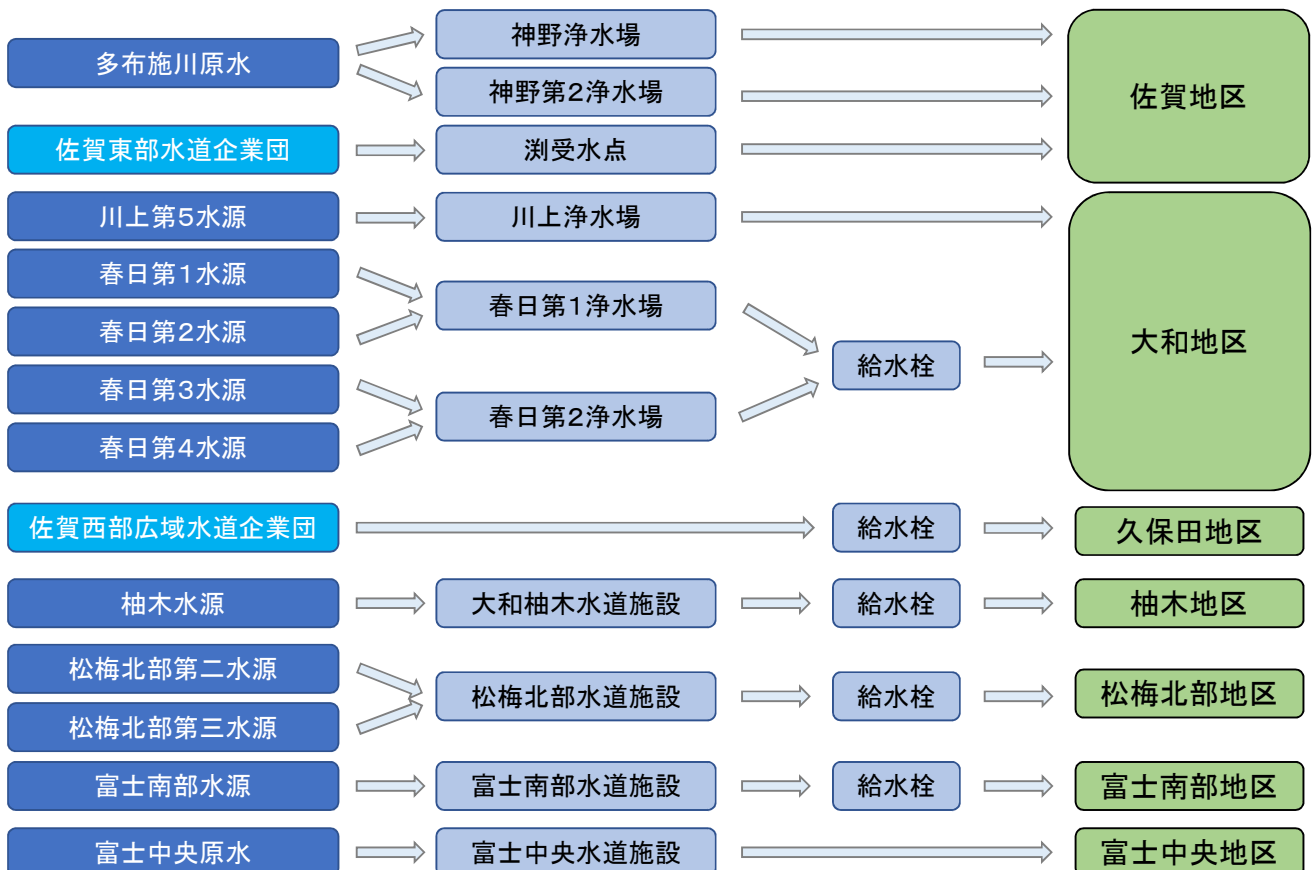 多布施川原水
神野浄水場
神野第2浄水場
佐賀地区
佐賀東部水道企業団
渕受水点
川上第5水源
川上浄水場
大和地区
春日第1水源
春日第2水源
春日第1浄水場
春日第3水源
春日第4水源
春日第2浄水場
給水栓
佐賀西部広域水道企業団
給水栓
久保田地区
柚木水源
大和柚木水道施設
給水栓
柚木地区
松梅北部第二水源
松梅北部第三水源
松梅北部水道施設
給水栓
松梅北部地区
富士南部水源
富士南部水道施設
給水栓
富士南部地区
富士中央原水
富士中央水道施設
富士中央地区